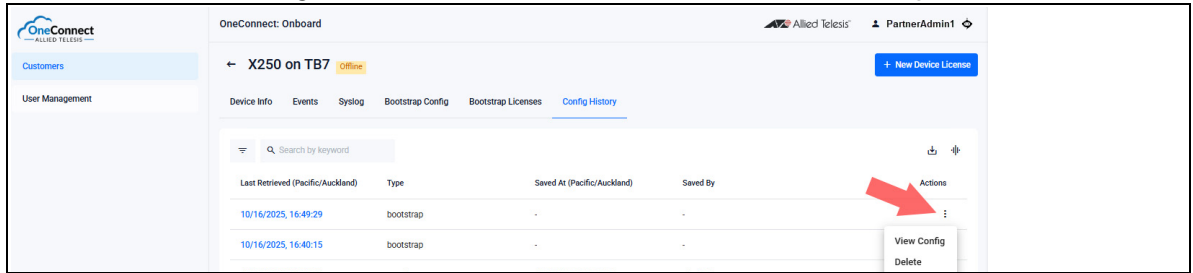 OneConnect
ALLIED TELESIS
OneConnect: Onboard
Allied Telesis
PartnerAdmin1
Customers
User Management
← X250 on TB7 Offline
+ New Device License
Device Info Events Syslog Bootstrap Config Bootstrap Licenses Config History
Search by keyword
Last Retrieved (Pacific/Auckland) Type Saved At (Pacific/Auckland) Saved By Actions
10/16/2025, 16:49:29 bootstrap - -
10/16/2025, 16:40:15 bootstrap - -
View Config
Delete